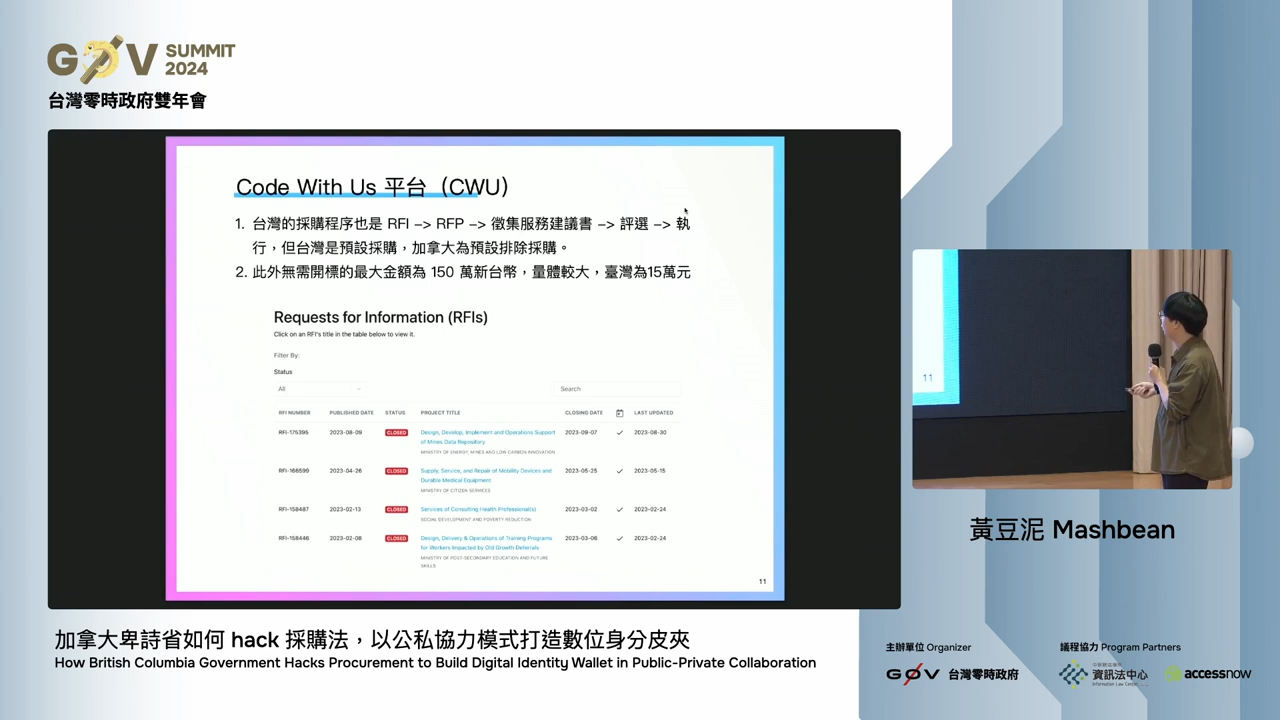 G0V SUMMIT 2024
台灣零時政府雙年會
Code With Us 平台（CWU）
1. 台灣的採購程序也是 RFI –> RFP –> 徵集服務建議書 –> 評選 –> 執
行，但台灣是預設採購，加拿大為預設排除採購。
2. 此外無需開標的最大金額為 150 萬新台幣，量體較大，臺灣為15萬元
Requests for Information (RFIs)
Click on an RFI's title in the table below to view it.
Filter By:
Status
All
Search
RFI NUMBER PUBLISHED DATE STATUS PROJECT TITLE CLOSING DATE LAST UPDATED
RFI-175395 2023-08-09 CLOSED Design, Develop, Implement and Operations Support 2023-09-07 2023-08-30
of Mines Data Repository
MINISTRY OF ENERGY, MINES AND LOW CARBON INNOVATION
RFI-166599 2023-04-26 CLOSED Supply, Service, and Repair of Mobility Devices and 2023-05-25 2023-05-15
Durable Medical Equipment
MINISTRY OF CITIZEN SERVICES
RFI-158487 2023-02-13 CLOSED Services of Consulting Health Professional(s) 2023-03-02 2023-02-24
SOCIAL DEVELOPMENT AND POVERTY REDUCTION
RFI-158446 2023-02-08 CLOSED Design, Delivery & Operations of Training Programs 2023-03-06 2023-02-24
for Workers Impacted by Old Growth Deferrals
MINISTRY OF POST-SECONDARY EDUCATION AND FUTURE
SKILLS
11
11
黃豆泥 Mashbean
加拿大卑詩省如何 hack 採購法，以公私協力模式打造數位身分皮夾
How British Columbia Government Hacks Procurement to Build Digital Identity Wallet in Public-Private Collaboration
主辦單位 Organizer
G0V 台灣零時政府
議程協力 Program Partners
資訊法中心
Information Law Center
accessnow